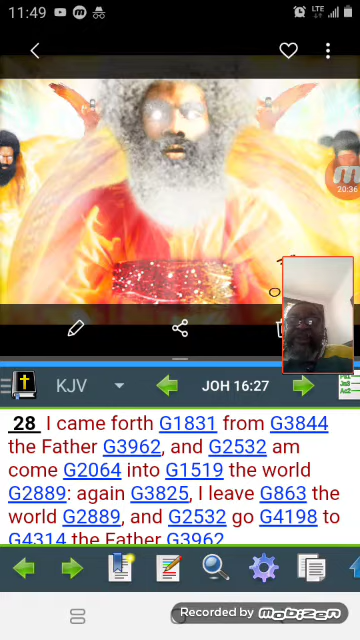 11:49
LTE
20:36
KJV
JOH 16:27
28 I came forth G1831 from G3844
the Father G3962, and G2532 am
come G2064 into G1519 the world
G2889: again G3825, I leave G863 the
world G2889, and G2532 go G4198 to
G4314 the Father G3962
Recorded by mobizen